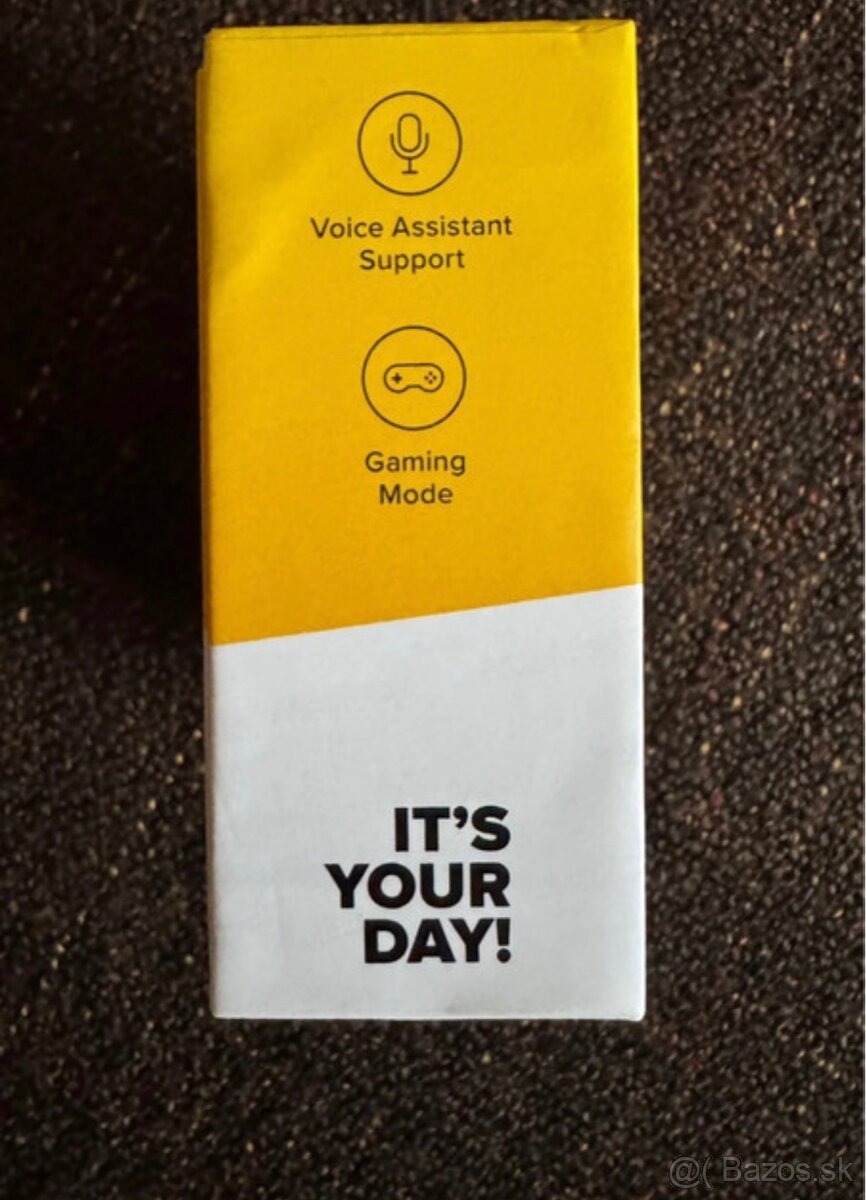 Voice Assistant
Support
Gaming
Mode
IT'S
YOUR
DAY!
@( Bazos.sk